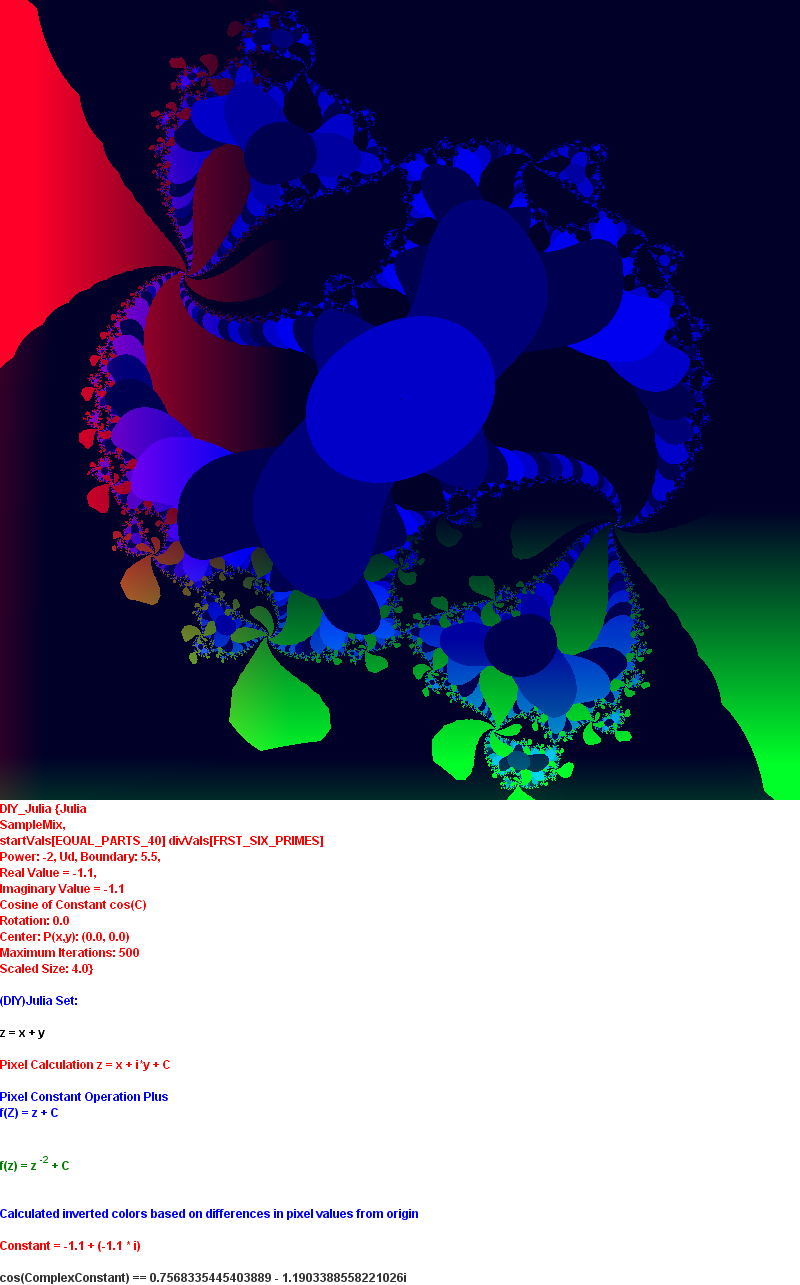 DIY_Julia {Julia
SampleMix,
startVals[EQUAL_PARTS_40] divVals[FRST_SIX_PRIMES]
Power: -2, Ud, Boundary: 5.5,
Real Value = -1.1,
Imaginary Value = -1.1
Cosine of Constant cos(C)
Rotation: 0.0
Center: P(x,y): (0.0, 0.0)
Maximum Iterations: 500
Scaled Size: 4.0}
(DIY)Julia Set:
z = x + y
Pixel Calculation z = x + i*y + C
Pixel Constant Operation Plus
f(Z) = z + C
f(z) = z ⁻² + C
Calculated inverted colors based on differences in pixel values from origin
Constant = -1.1 + (-1.1 * i)
cos(ComplexConstant) == 0.7568335445403889 - 1.1903388558221026i